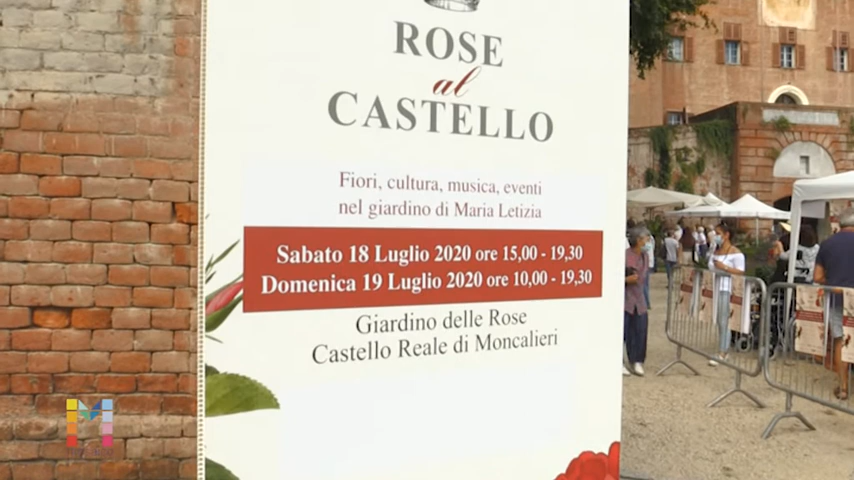 ROSE
al
CASTELLO
Fiori, cultura, musica, eventi
nel giardino di Maria Letizia
Sabato 18 Luglio 2020 ore 15,00 - 19,30
Domenica 19 Luglio 2020 ore 10,00 - 19,30
Giardino delle Rose
Castello Reale di Moncalieri